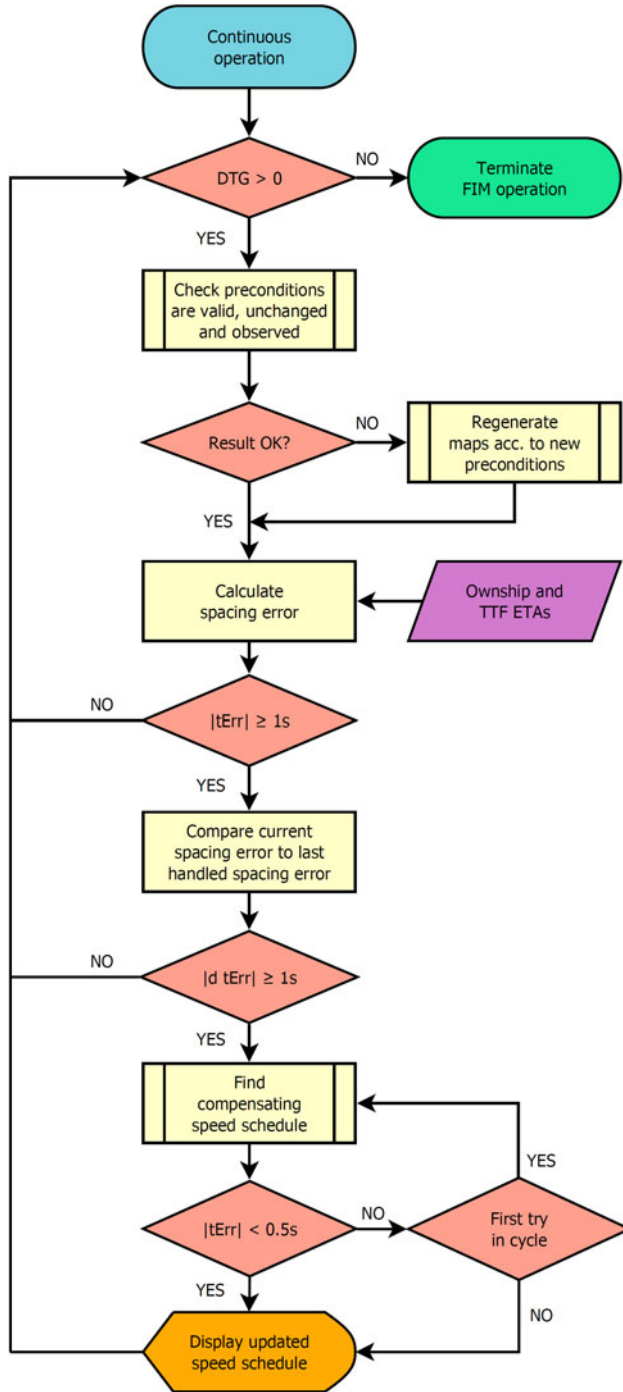 Continuous
operation
DTG > 0
NO
Terminate
FIM operation
YES
Check preconditions
are valid, unchanged
and observed
Result OK?
NO
Regenerate
maps acc. to new
preconditions
YES
Calculate
spacing error
Ownship and
TTF ETAs
NO
|tErr| ≥ 1s
YES
Compare current
spacing error to last
handled spacing error
NO
|d tErr| ≥ 1s
YES
Find
compensating
speed schedule
YES
|tErr| < 0.5s
NO
First try
in cycle
YES
NO
Display updated
speed schedule